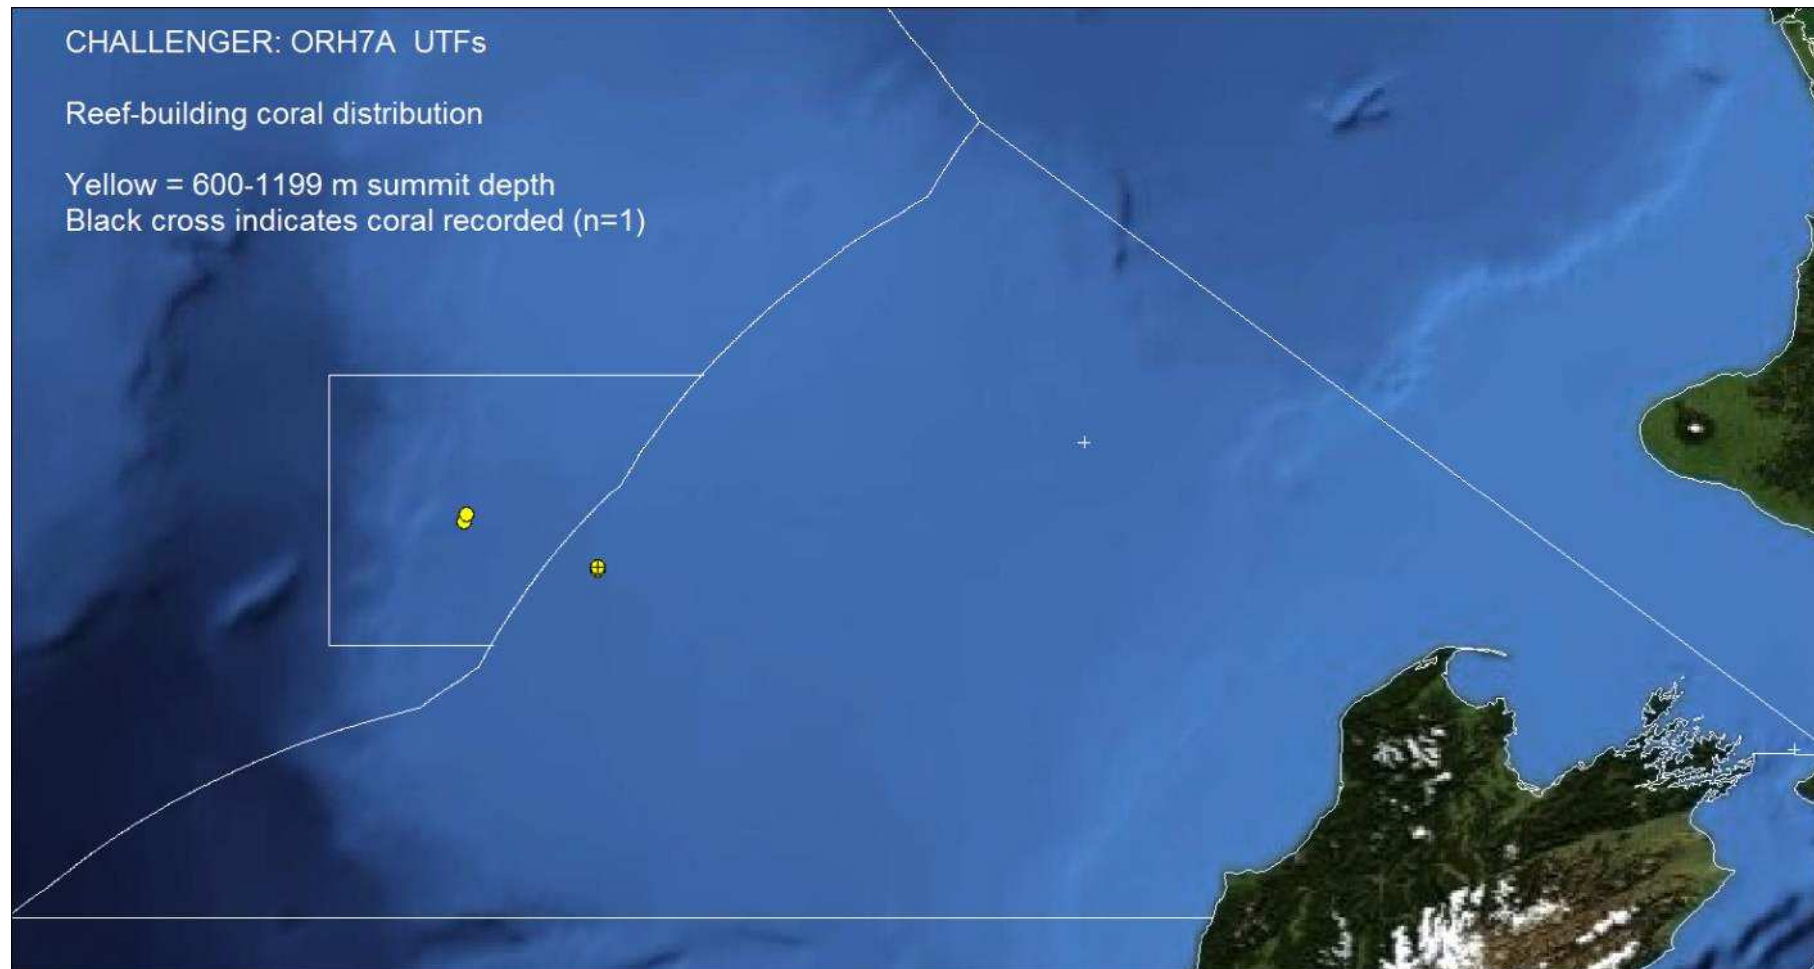 CHALLENGER: ORH7A UTFs
Reef-building coral distribution
Yellow = 600-1199 m summit depth
Black cross indicates coral recorded (n=1)